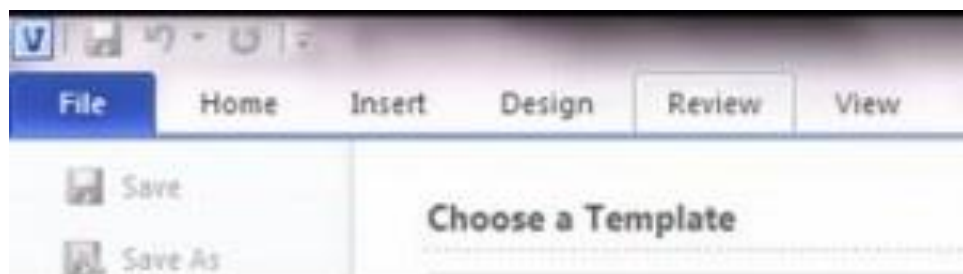 V
File Home Insert Design Review View
Save
Choose a Template
Save As